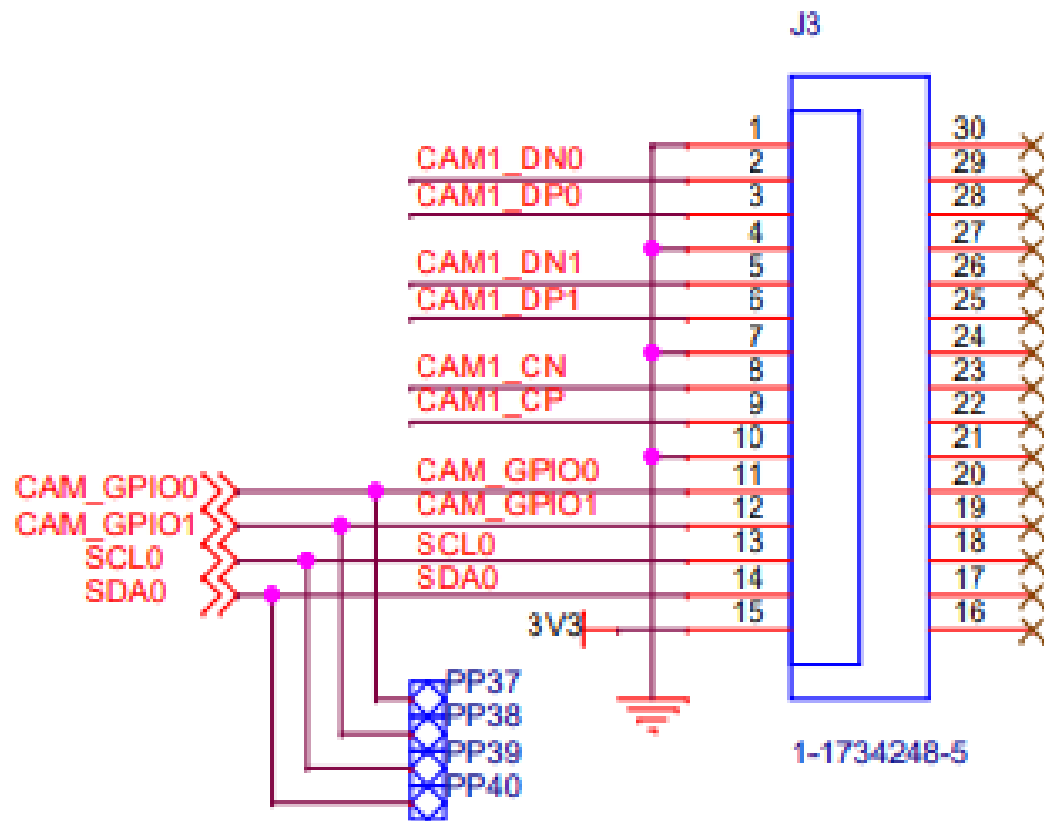 J3
1 30
CAM1_DN0 2 29
CAM1_DP0 3 28
4 27
CAM1_DN1 5 26
CAM1_DP1 6 25
7 24
CAM1_CN 8 23
CAM1_CP 9 22
10 21
CAM_GPIO0 CAM_GPIO0 11 20
CAM_GPIO1 CAM_GPIO1 12 19
SCL0 SCL0 13 18
SDA0 SDA0 14 17
3V3 15 16
PP37
PP38
PP39
PP40
1-1734248-5